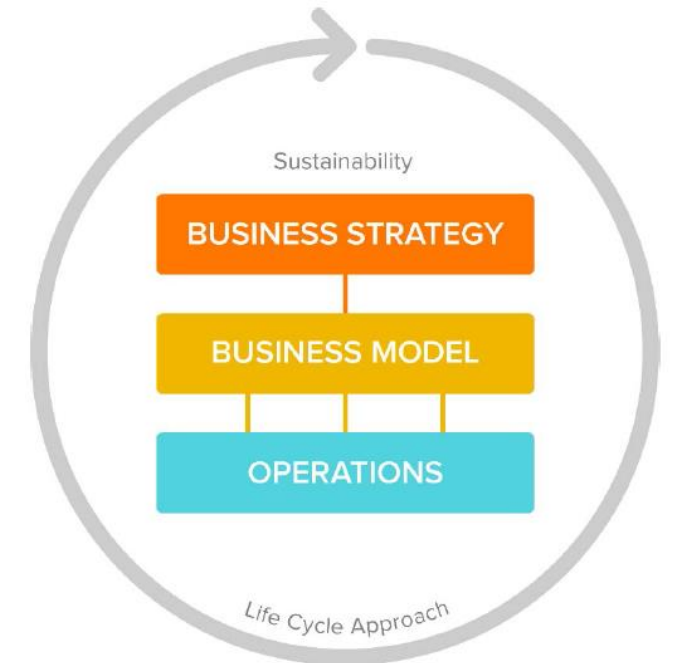 Sustainability
BUSINESS STRATEGY
BUSINESS MODEL
OPERATIONS
Life Cycle Approach